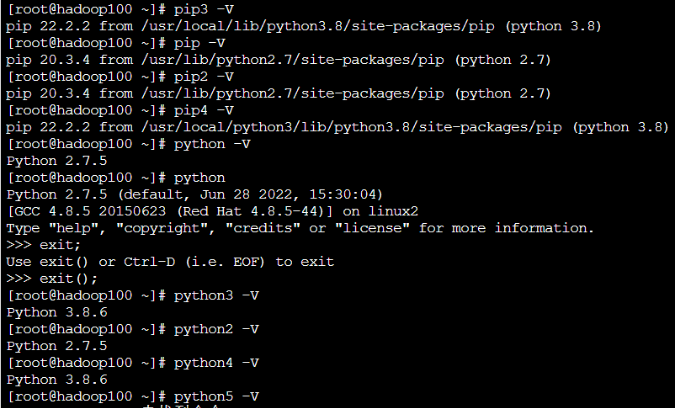 [root@hadoop100 ~]# pip3 -V
pip 22.2.2 from /usr/local/lib/python3.8/site-packages/pip (python 3.8)
[root@hadoop100 ~]# pip -V
pip 20.3.4 from /usr/lib/python2.7/site-packages/pip (python 2.7)
[root@hadoop100 ~]# pip2 -V
pip 20.3.4 from /usr/lib/python2.7/site-packages/pip (python 2.7)
[root@hadoop100 ~]# pip4 -V
pip 22.2.2 from /usr/local/python3/lib/python3.8/site-packages/pip (python 3.8)
[root@hadoop100 ~]# python -V
Python 2.7.5
[root@hadoop100 ~]# python
Python 2.7.5 (default, Jun 28 2022, 15:30:04)
[GCC 4.8.5 20150623 (Red Hat 4.8.5-44)] on linux2
Type "help", "copyright", "credits" or "license" for more information.
>>> exit;
Use exit() or Ctrl-D (i.e. EOF) to exit
>>> exit();
[root@hadoop100 ~]# python3 -V
Python 3.8.6
[root@hadoop100 ~]# python2 -V
Python 2.7.5
[root@hadoop100 ~]# python4 -V
Python 3.8.6
[root@hadoop100 ~]# python5 -V